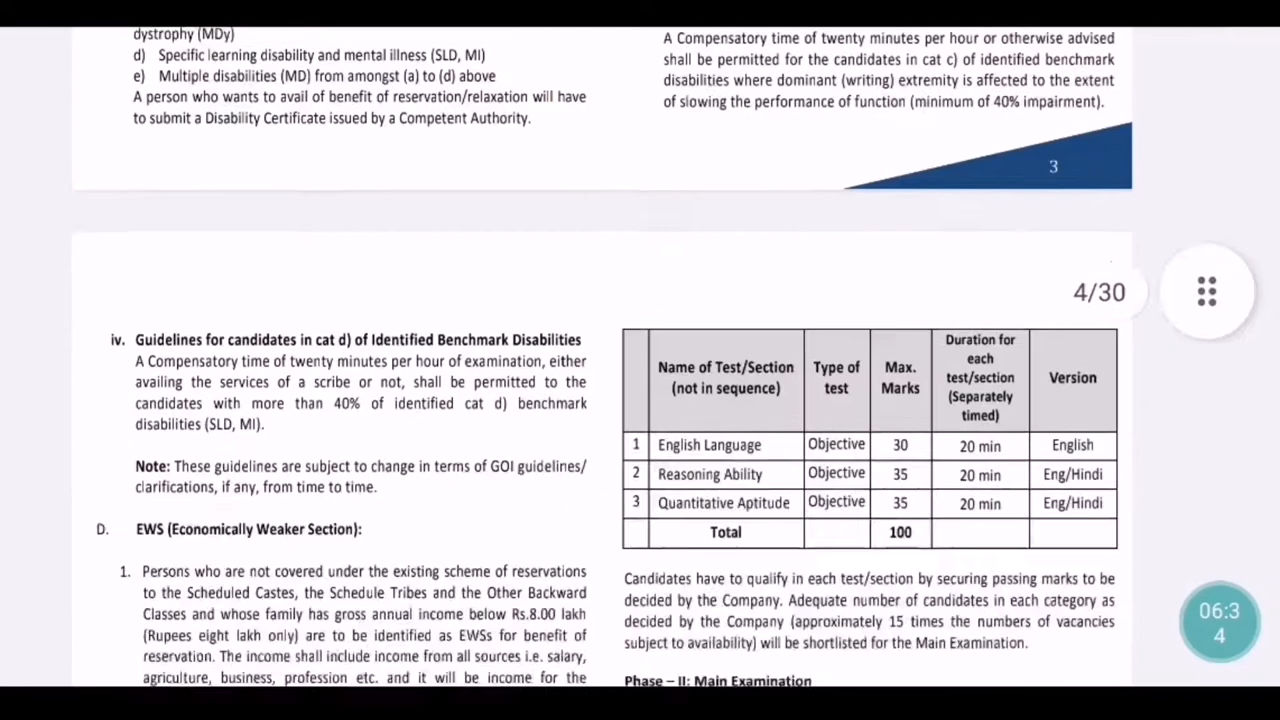 dystrophy (MDy)
d) Specific learning disability and mental illness (SLD, MI)
e) Multiple disabilities (MD) from amongst (a) to (d) above
A person who wants to avail of benefit of reservation/relaxation will have
to submit a Disability Certificate issued by a Competent Authority.
A Compensatory time of twenty minutes per hour or otherwise advised
shall be permitted for the candidates in cat c) of identified benchmark
disabilities where dominant (writing) extremity is affected to the extent
of slowing the performance of function (minimum of 40% impairment).
3
4/30
iv. Guidelines for candidates in cat d) of Identified Benchmark Disabilities
A Compensatory time of twenty minutes per hour of examination, either
availing the services of a scribe or not, shall be permitted to the
candidates with more than 40% of identified cat d) benchmark
disabilities (SLD, MI).
Note: These guidelines are subject to change in terms of GOI guidelines/
clarifications, if any, from time to time.
D. EWS (Economically Weaker Section):
1. Persons who are not covered under the existing scheme of reservations
to the Scheduled Castes, the Schedule Tribes and the Other Backward
Classes and whose family has gross annual income below Rs.8.00 lakh
(Rupees eight lakh only) are to be identified as EWSs for benefit of
reservation. The income shall include income from all sources i.e. salary,
agriculture, business, profession etc. and it will be income for the
Name of Test/Section (not in sequence) Type of test Max. Marks Duration for each test/section (Separately timed) Version
1 English Language Objective 30 20 min English
2 Reasoning Ability Objective 35 20 min Eng/Hindi
3 Quantitative Aptitude Objective 35 20 min Eng/Hindi
Total 100
Candidates have to qualify in each test/section by securing passing marks to be
decided by the Company. Adequate number of candidates in each category as
decided by the Company (approximately 15 times the numbers of vacancies
subject to availability) will be shortlisted for the Main Examination.
Phase – II: Main Examination
06:3
4